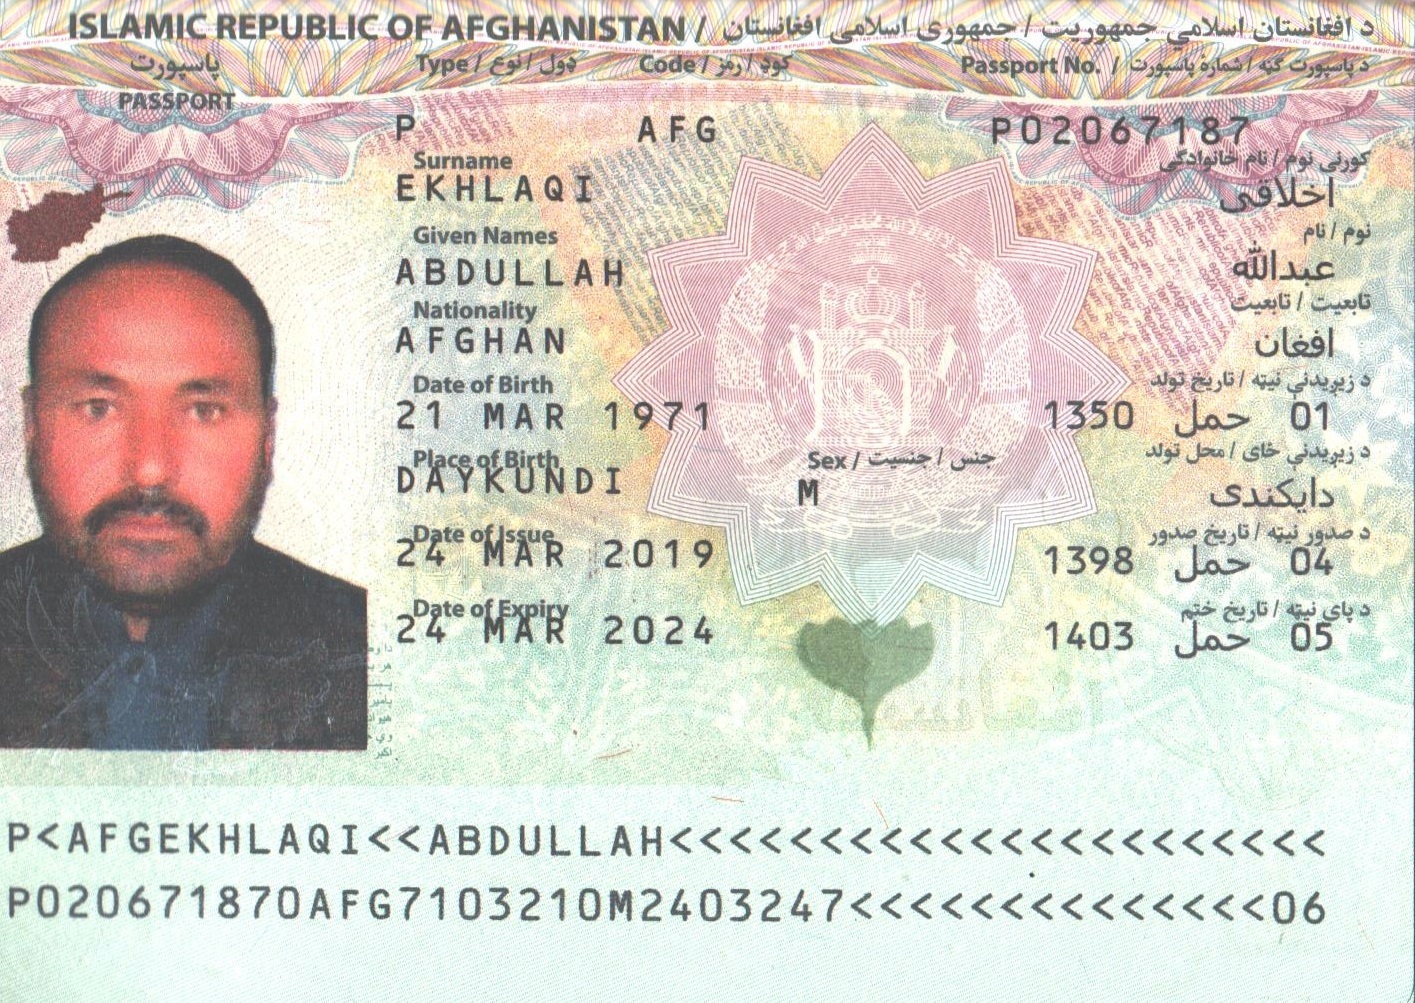 ISLAMIC REPUBLIC OF AFGHANISTAN / د افغانستان اسلامي جمهوریت / جمهوری اسلامی افغانستان
پاسپورت
PASSPORT
Type / ډول / نوع
Code / کوډ / رمز
Passport No. / د پاسپورت ګڼه / شماره پاسپورت
P AFG P02067187
Surname
کورنی نوم / نام خانوادگی
EKHLAQI
اخلاقی
Given Names
نوم / نام
ABDULLAH
عبدالله
Nationality
تابعیت / تابعیت
AFGHAN
افغان
Date of Birth
د زیږیدنې نیټه / تاریخ تولد
21 MAR 1971
01 حمل 1350
Place of Birth
د زیږیدنې ځای / محل تولد
DAYKUNDI
دایکندی
Sex / جنس / جنسیت
M
Date of Issue
د صدور نیټه / تاریخ صدور
24 MAR 2019
04 حمل 1398
Date of Expiry
د پای نیټه / تاریخ ختم
24 MAR 2024
05 حمل 1403
P<AFGEKHLAQI<<ABDULLAH<<<<<<<<<<<<<<<<<<<<<<
P020671870AFG7103210M2403247<<<<<<<<<<<<<<06